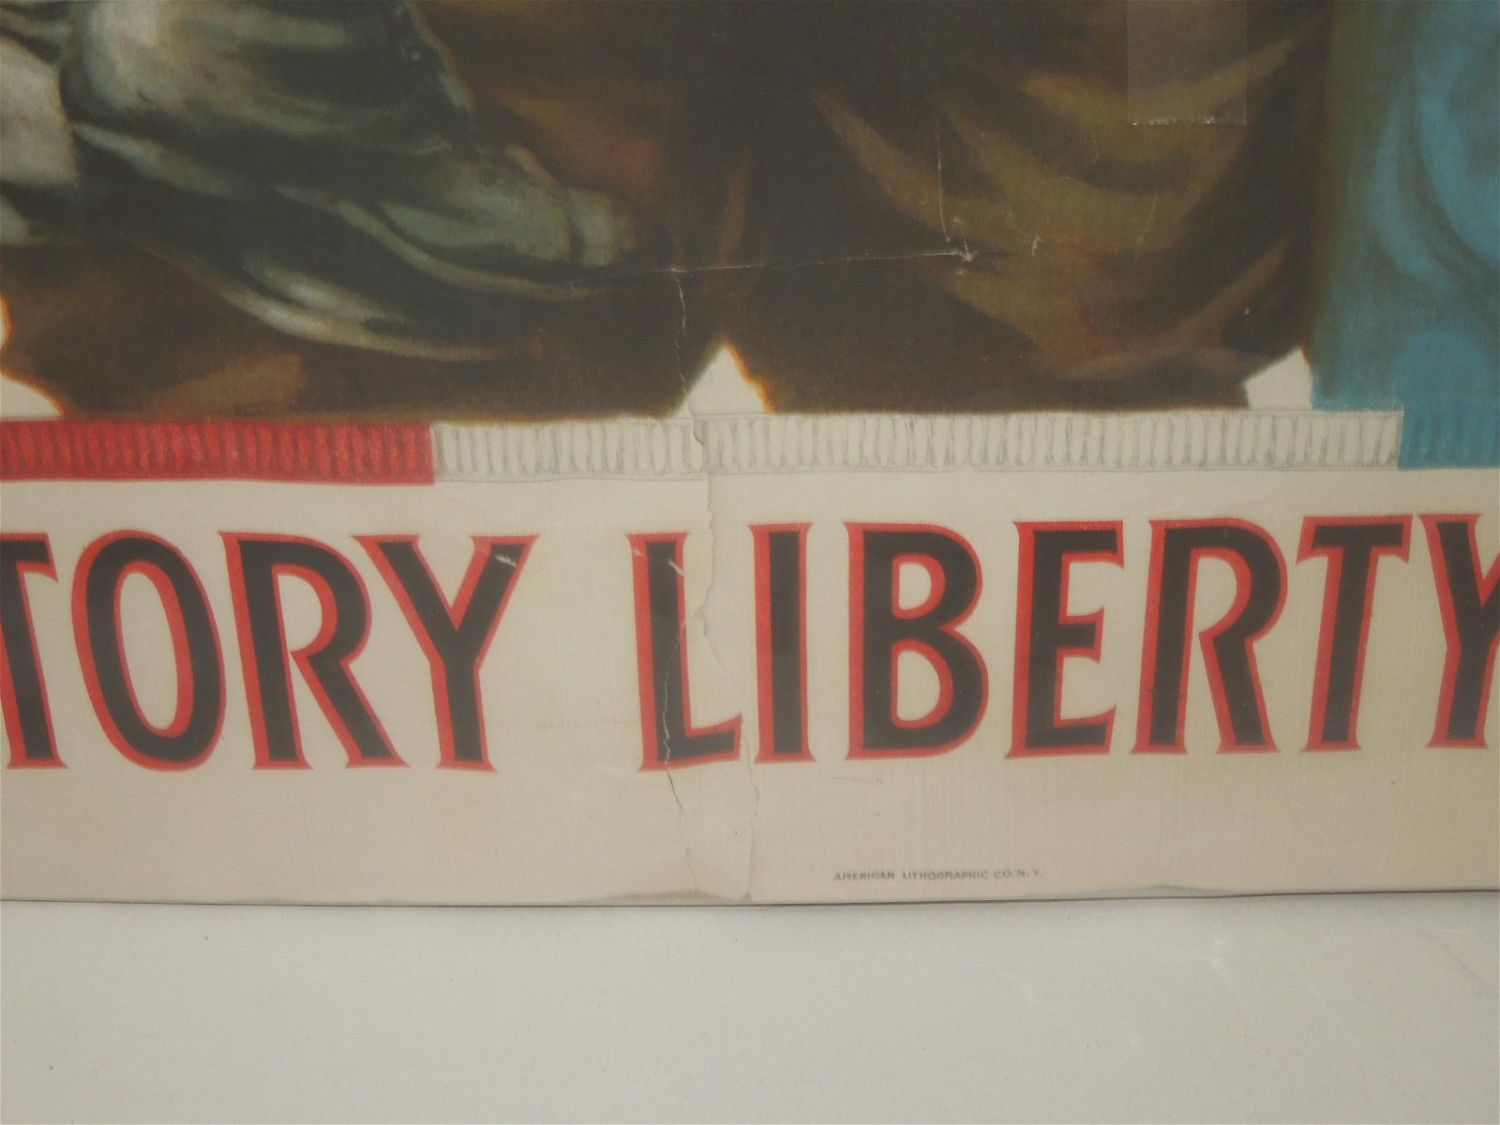 TORY LIBERTY
AMERICAN LITHOGRAPHIC CO. N. Y.